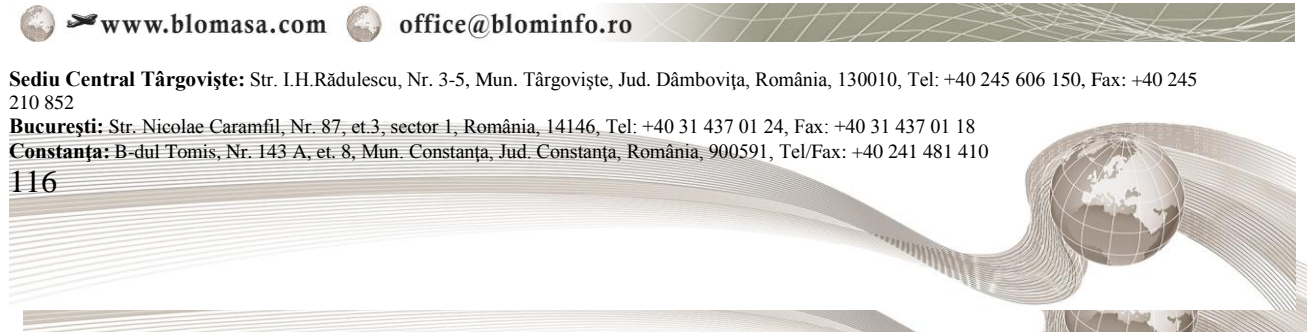 www.blomasa.com office@blominfo.ro
Sediu Central Târgovişte: Str. I.H.Rădulescu, Nr. 3-5, Mun. Târgovişte, Jud. Dâmboviţa, România, 130010, Tel: +40 245 606 150, Fax: +40 245
210 852
Bucureşti: Str. Nicolae Caramfil, Nr. 87, et.3, sector 1, România, 14146, Tel: +40 31 437 01 24, Fax: +40 31 437 01 18
Constanţa: B-dul Tomis, Nr. 143 A, et. 8, Mun. Constanţa, Jud. Constanţa, România, 900591, Tel/Fax: +40 241 481 410
116